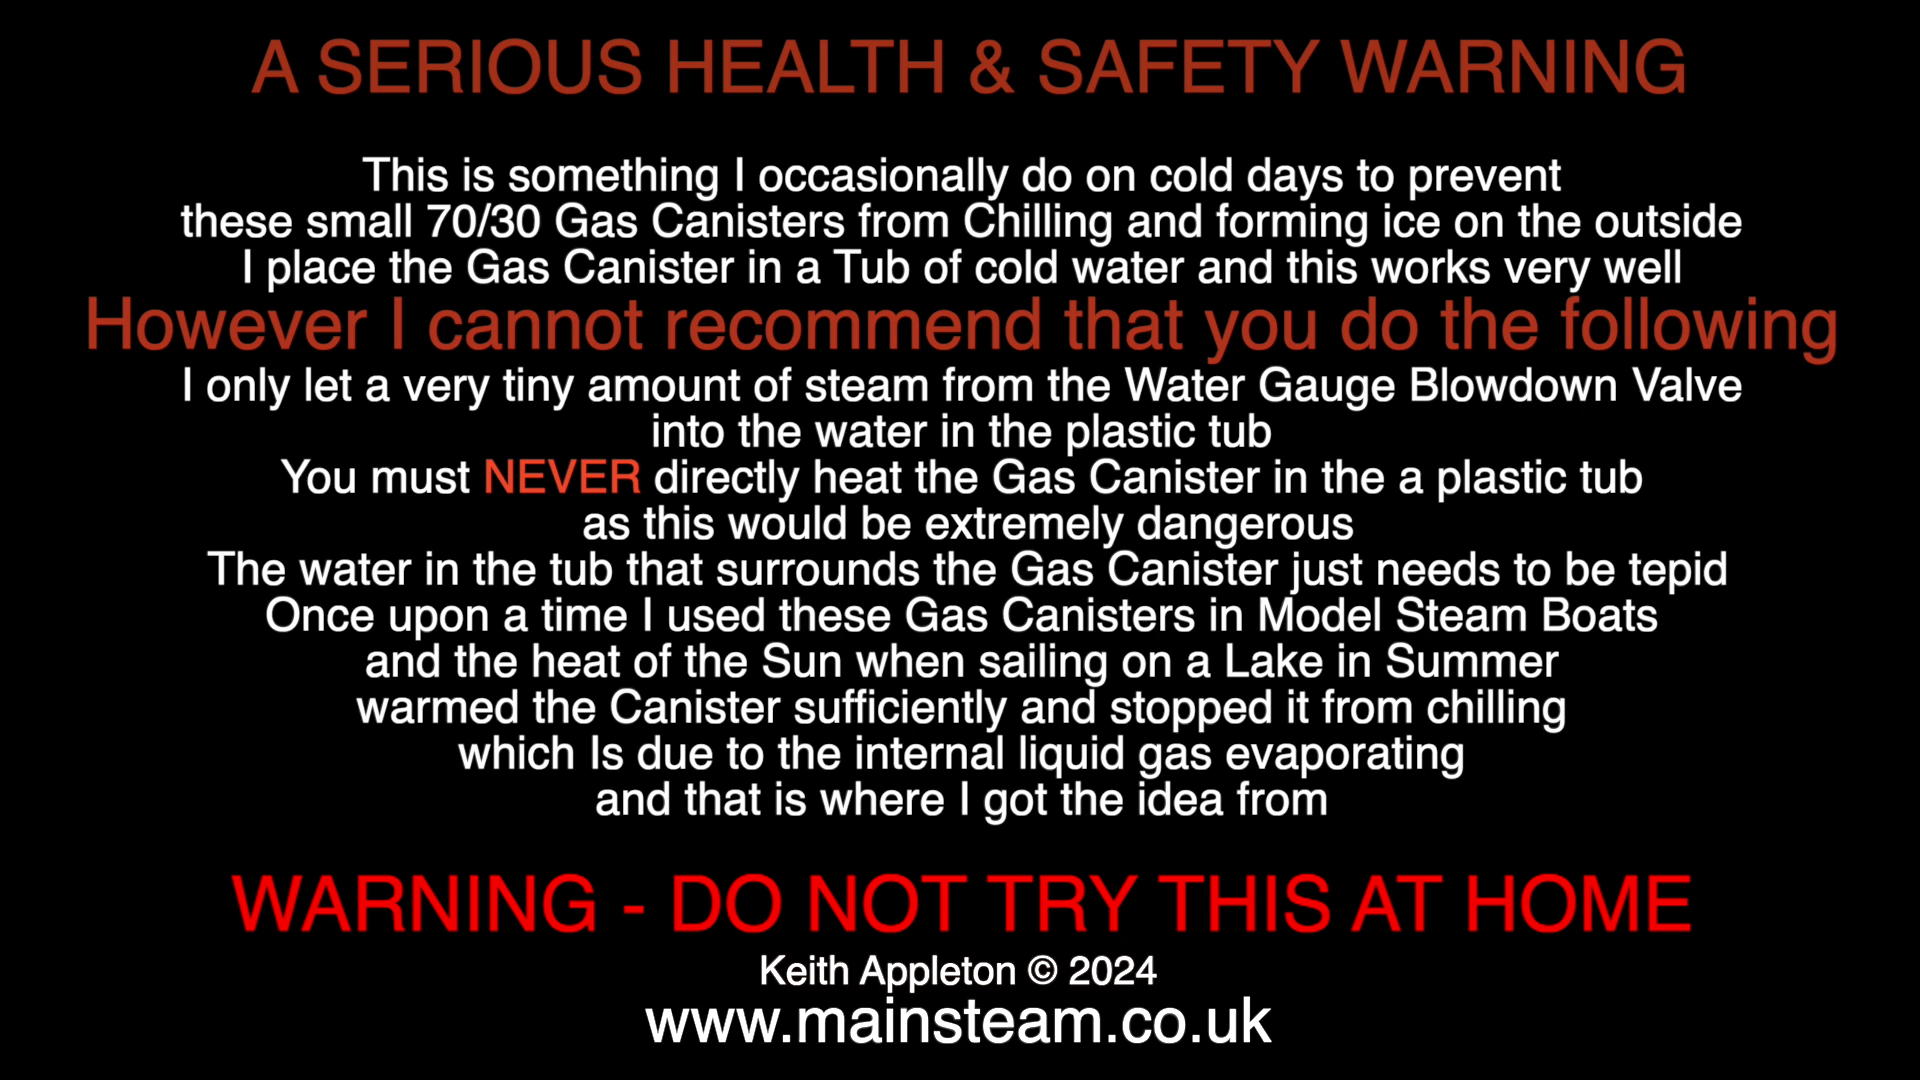 A SERIOUS HEALTH & SAFETY WARNING
This is something I occasionally do on cold days to prevent
these small 70/30 Gas Canisters from Chilling and forming ice on the outside
I place the Gas Canister in a Tub of cold water and this works very well
However I cannot recommend that you do the following
I only let a very tiny amount of steam from the Water Gauge Blowdown Valve
into the water in the plastic tub
You must NEVER directly heat the Gas Canister in the a plastic tub
as this would be extremely dangerous
The water in the tub that surrounds the Gas Canister just needs to be tepid
Once upon a time I used these Gas Canisters in Model Steam Boats
and the heat of the Sun when sailing on a Lake in Summer
warmed the Canister sufficiently and stopped it from chilling
which Is due to the internal liquid gas evaporating
and that is where I got the idea from
WARNING - DO NOT TRY THIS AT HOME
Keith Appleton © 2024
www.mainsteam.co.uk